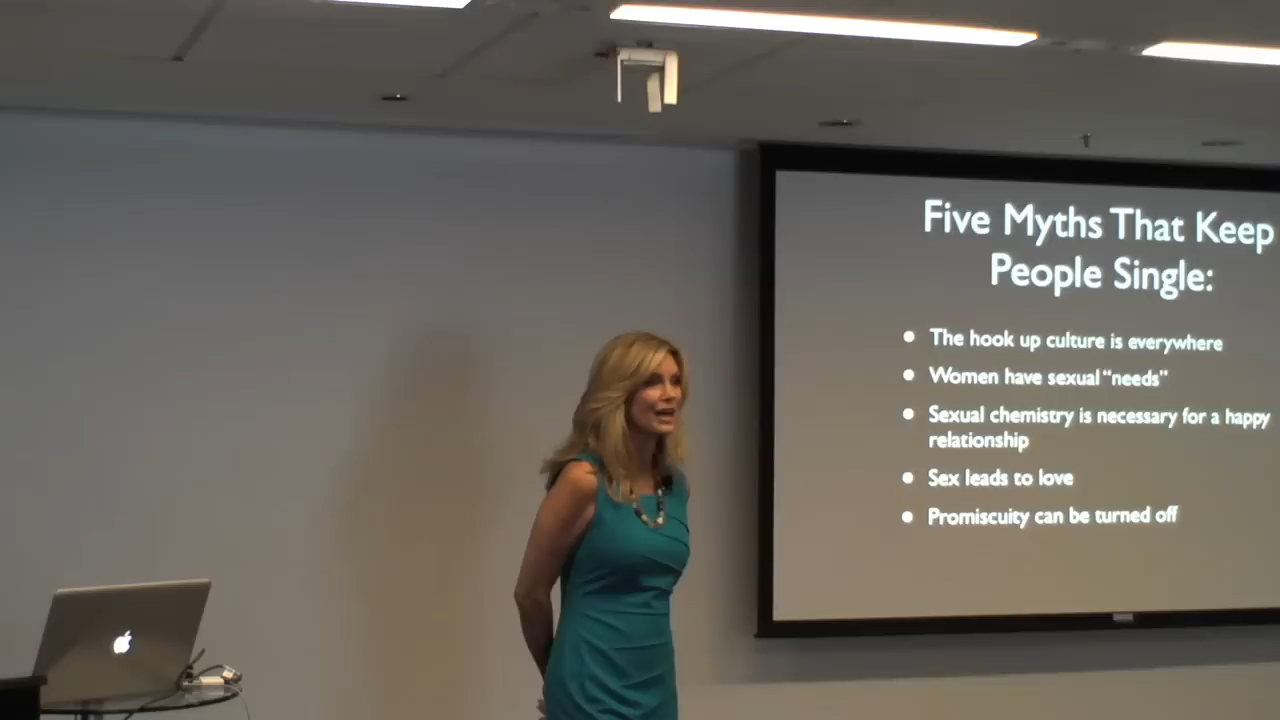 Five Myths That Keep
People Single:
• The hook up culture is everywhere
• Women have sexual “needs”
• Sexual chemistry is necessary for a happy
relationship
• Sex leads to love
• Promiscuity can be turned off